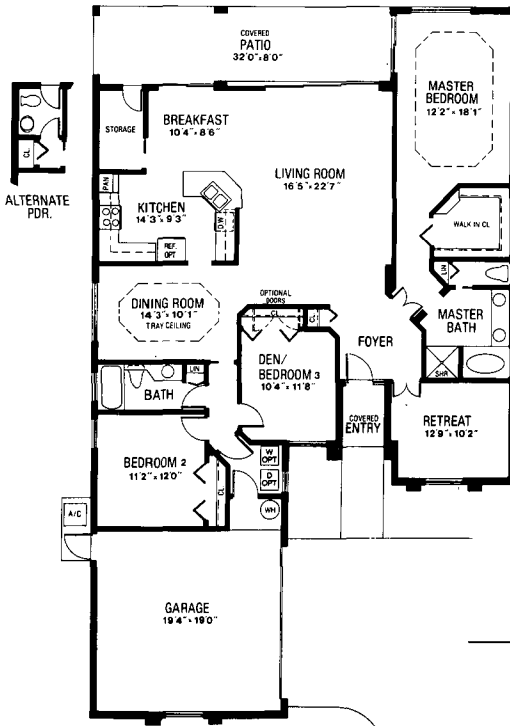 COVERED
PATIO
32'0"×8'0"
MASTER
BEDROOM
12'2"×18'1"
STORAGE
BREAKFAST
10'4"×8'6"
LIVING ROOM
16'5"×22'7"
CL
ALTERNATE
PDR.
PAN
KITCHEN
14'3"×9'3"
DW
REF.
OPT
WALK IN CL
LIN
MASTER
BATH
SHR
DINING ROOM
14'3"×10'1"
TRAY CEILING
OPTIONAL
DOORS
CL
CL
FOYER
DEN/
BEDROOM 3
10'4"×11'8"
LIN
BATH
COVERED
ENTRY
RETREAT
12'9"×10'2"
BEDROOM 2
11'2"×12'0"
CL
W
OPT
D
OPT
WH
A/C
GARAGE
19'4"×19'0"